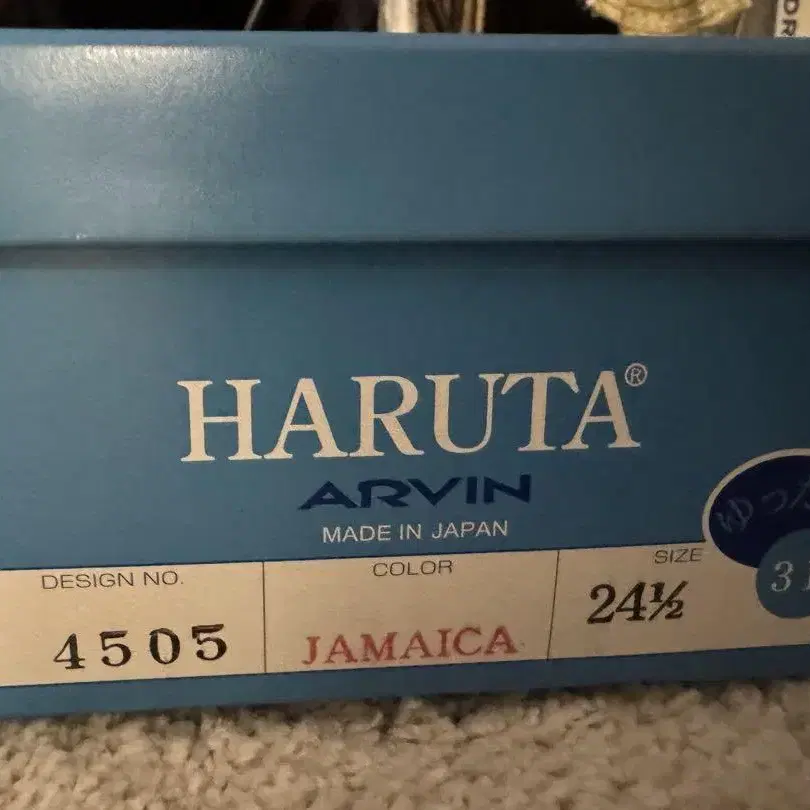 HARUTA®
ARVIN
MADE IN JAPAN
DESIGN NO.
4505
COLOR
JAMAICA
SIZE
24½